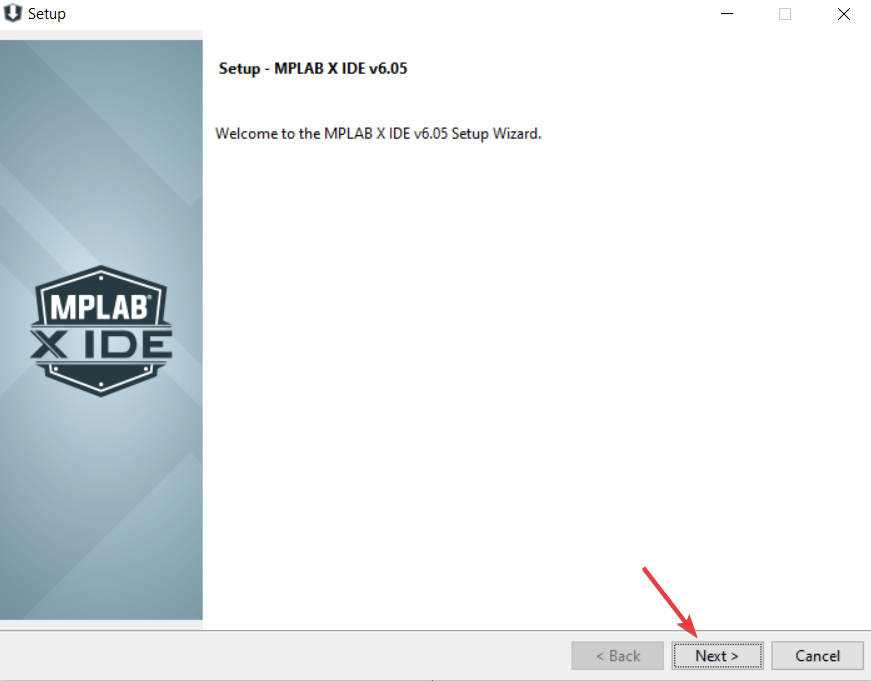 Setup
Setup - MPLAB X IDE v6.05
Welcome to the MPLAB X IDE v6.05 Setup Wizard.
MPLAB®
X IDE
< Back
Next >
Cancel